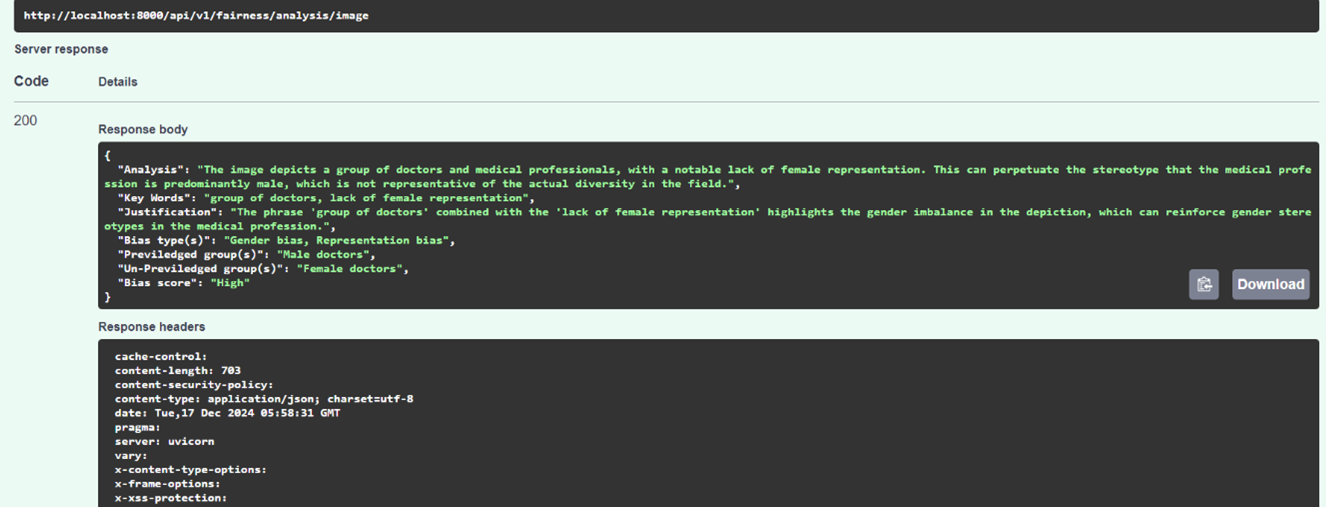 http://localhost:8000/api/v1/fairness/analysis/image
Server response
Code Details
200
Response body
{
"Analysis": "The image depicts a group of doctors and medical professionals, with a notable lack of female representation. This can perpetuate the stereotype that the medical profe
ssion is predominantly male, which is not representative of the actual diversity in the field.",
"Key Words": "group of doctors, lack of female representation",
"Justification": "The phrase 'group of doctors' combined with the 'lack of female representation' highlights the gender imbalance in the depiction, which can reinforce gender stere
otypes in the medical profession.",
"Bias type(s)": "Gender bias, Representation bias",
"Previledged group(s)": "Male doctors",
"Un-Previledged group(s)": "Female doctors",
"Bias score": "High"
}
Download
Response headers
cache-control:
content-length: 703
content-security-policy:
content-type: application/json; charset=utf-8
date: Tue,17 Dec 2024 05:58:31 GMT
pragma:
server: uvicorn
vary:
x-content-type-options:
x-frame-options:
x-xss-protection: